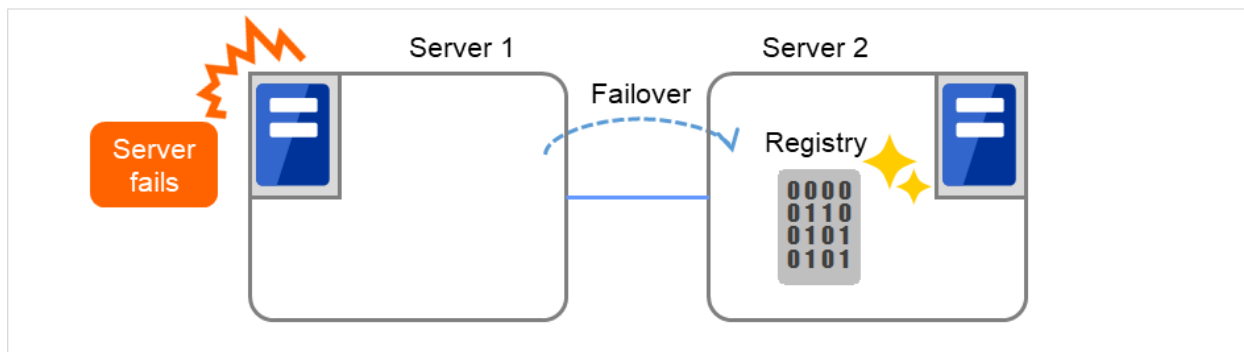 Server 1
Server 2
Failover
Server
fails
Registry
0000
0110
0101
0101